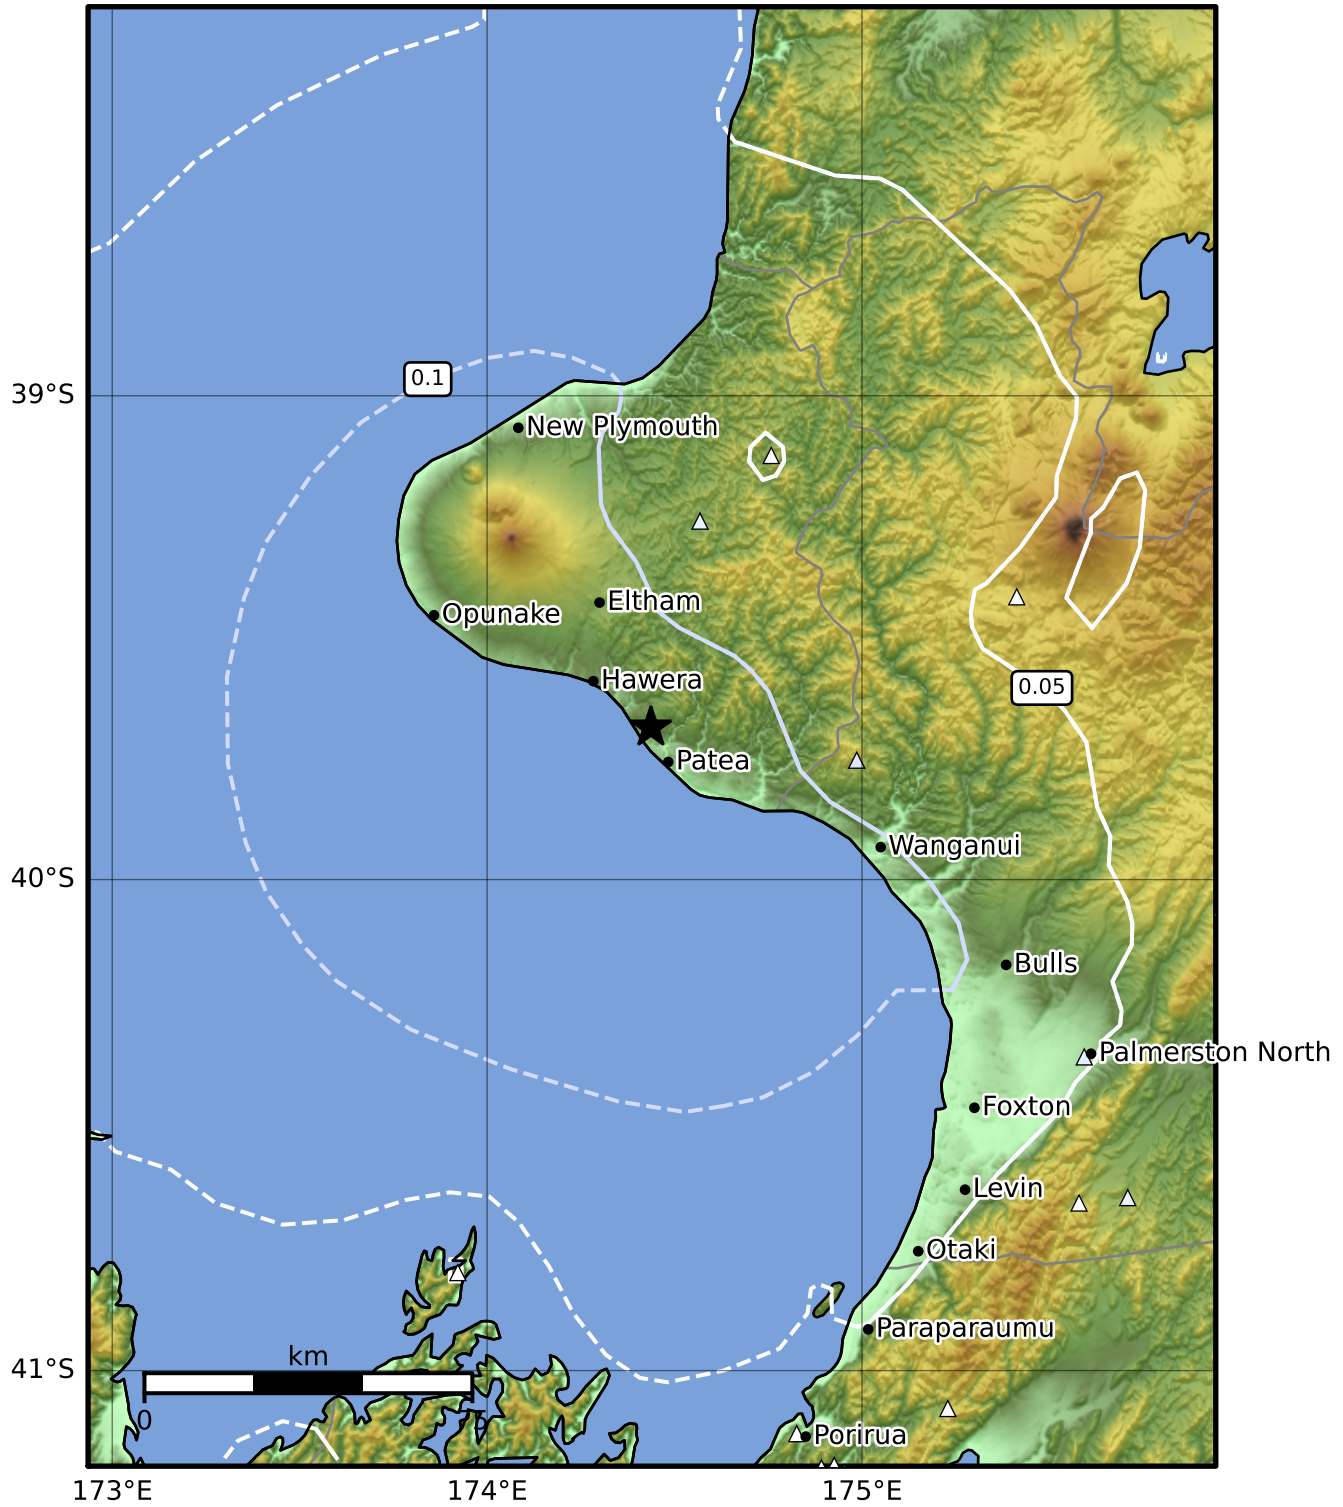 0.1
39°S
New Plymouth
Eltham
Opunake
Hawera
0.05
Patea
Wanganui
40°S
Bulls
Palmerston North
Foxton
Levin
Otaki
Paraparaumu
km
41°S
0
75
Porirua
173°E
174°E
175°E